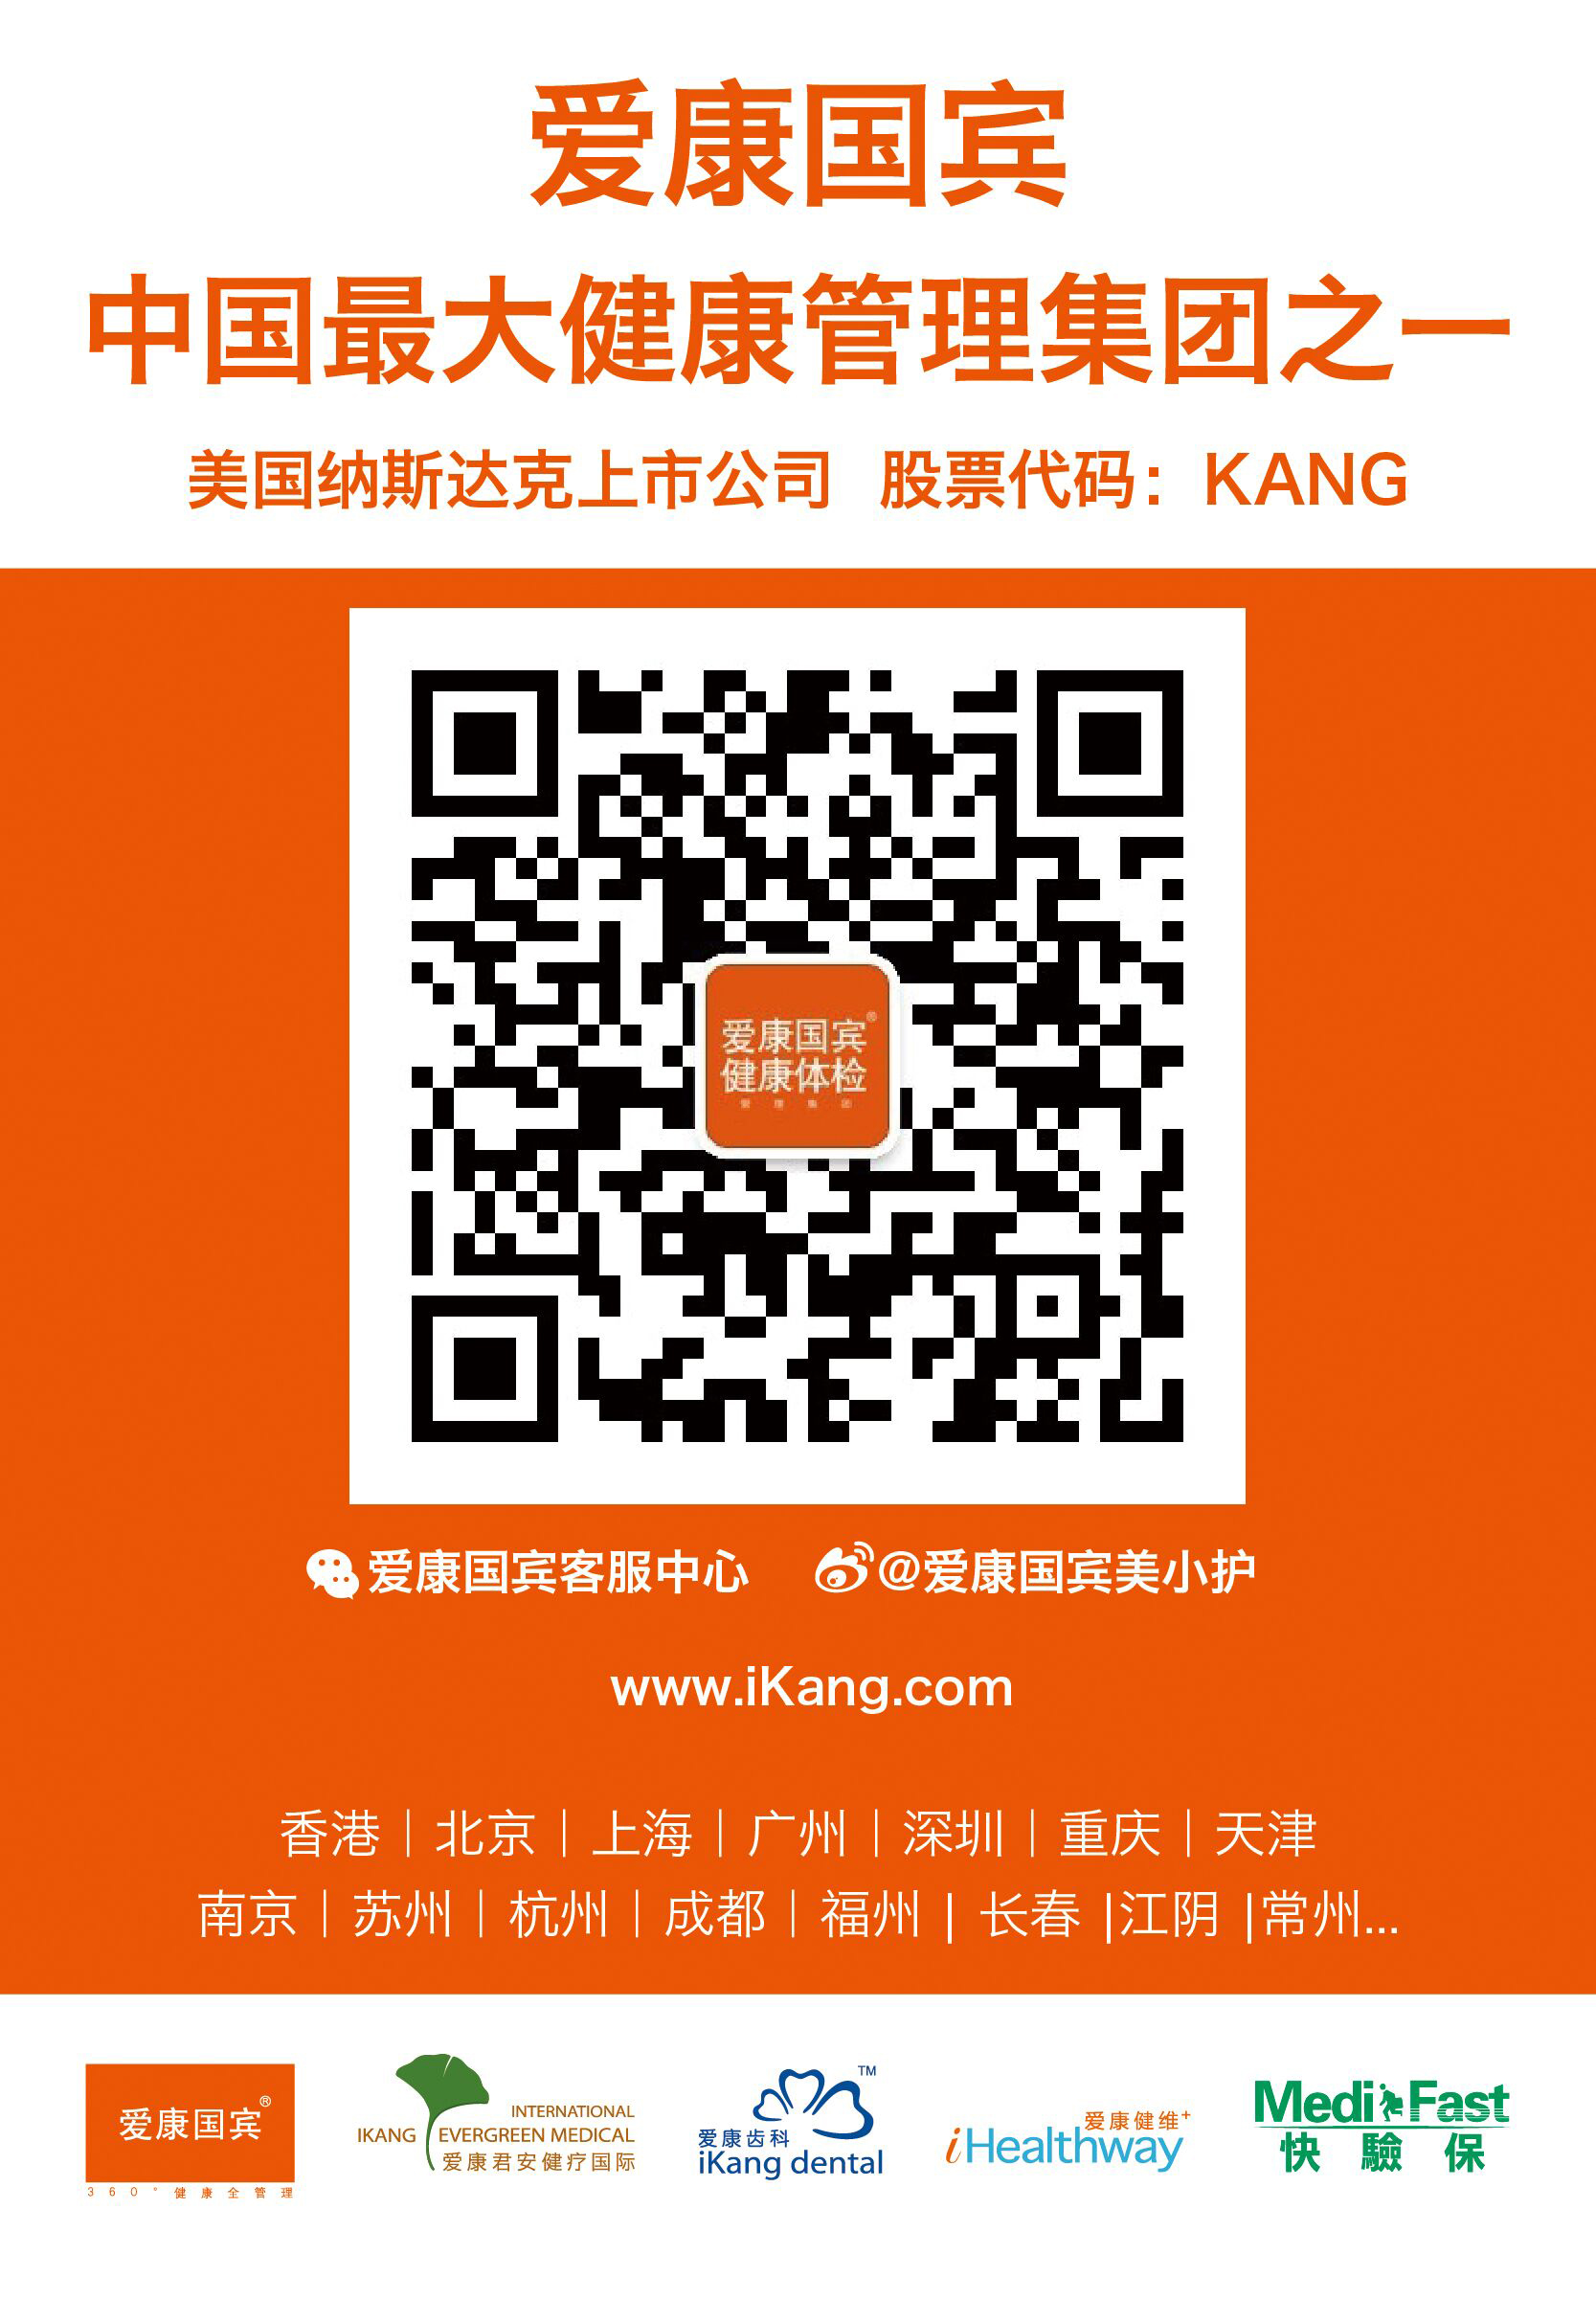 爱康国宾
中国最大健康管理集团之一
美国纳斯达克上市公司 股票代码：KANG
爱康国宾®
健康体检
管理集团
爱康国宾客服中心 @爱康国宾美小护
www.iKang.com
香港｜北京｜上海｜广州｜深圳｜重庆｜天津
南京｜苏州｜杭州｜成都｜福州 | 长春 |江阴 |常州...
爱康国宾®
360°健康全管理
INTERNATIONAL
IKANG EVERGREEN MEDICAL
爱康君安健疗国际
TM
爱康齿科
iKang dental
爱康健维+
iHealthway
MediFast
快驗保